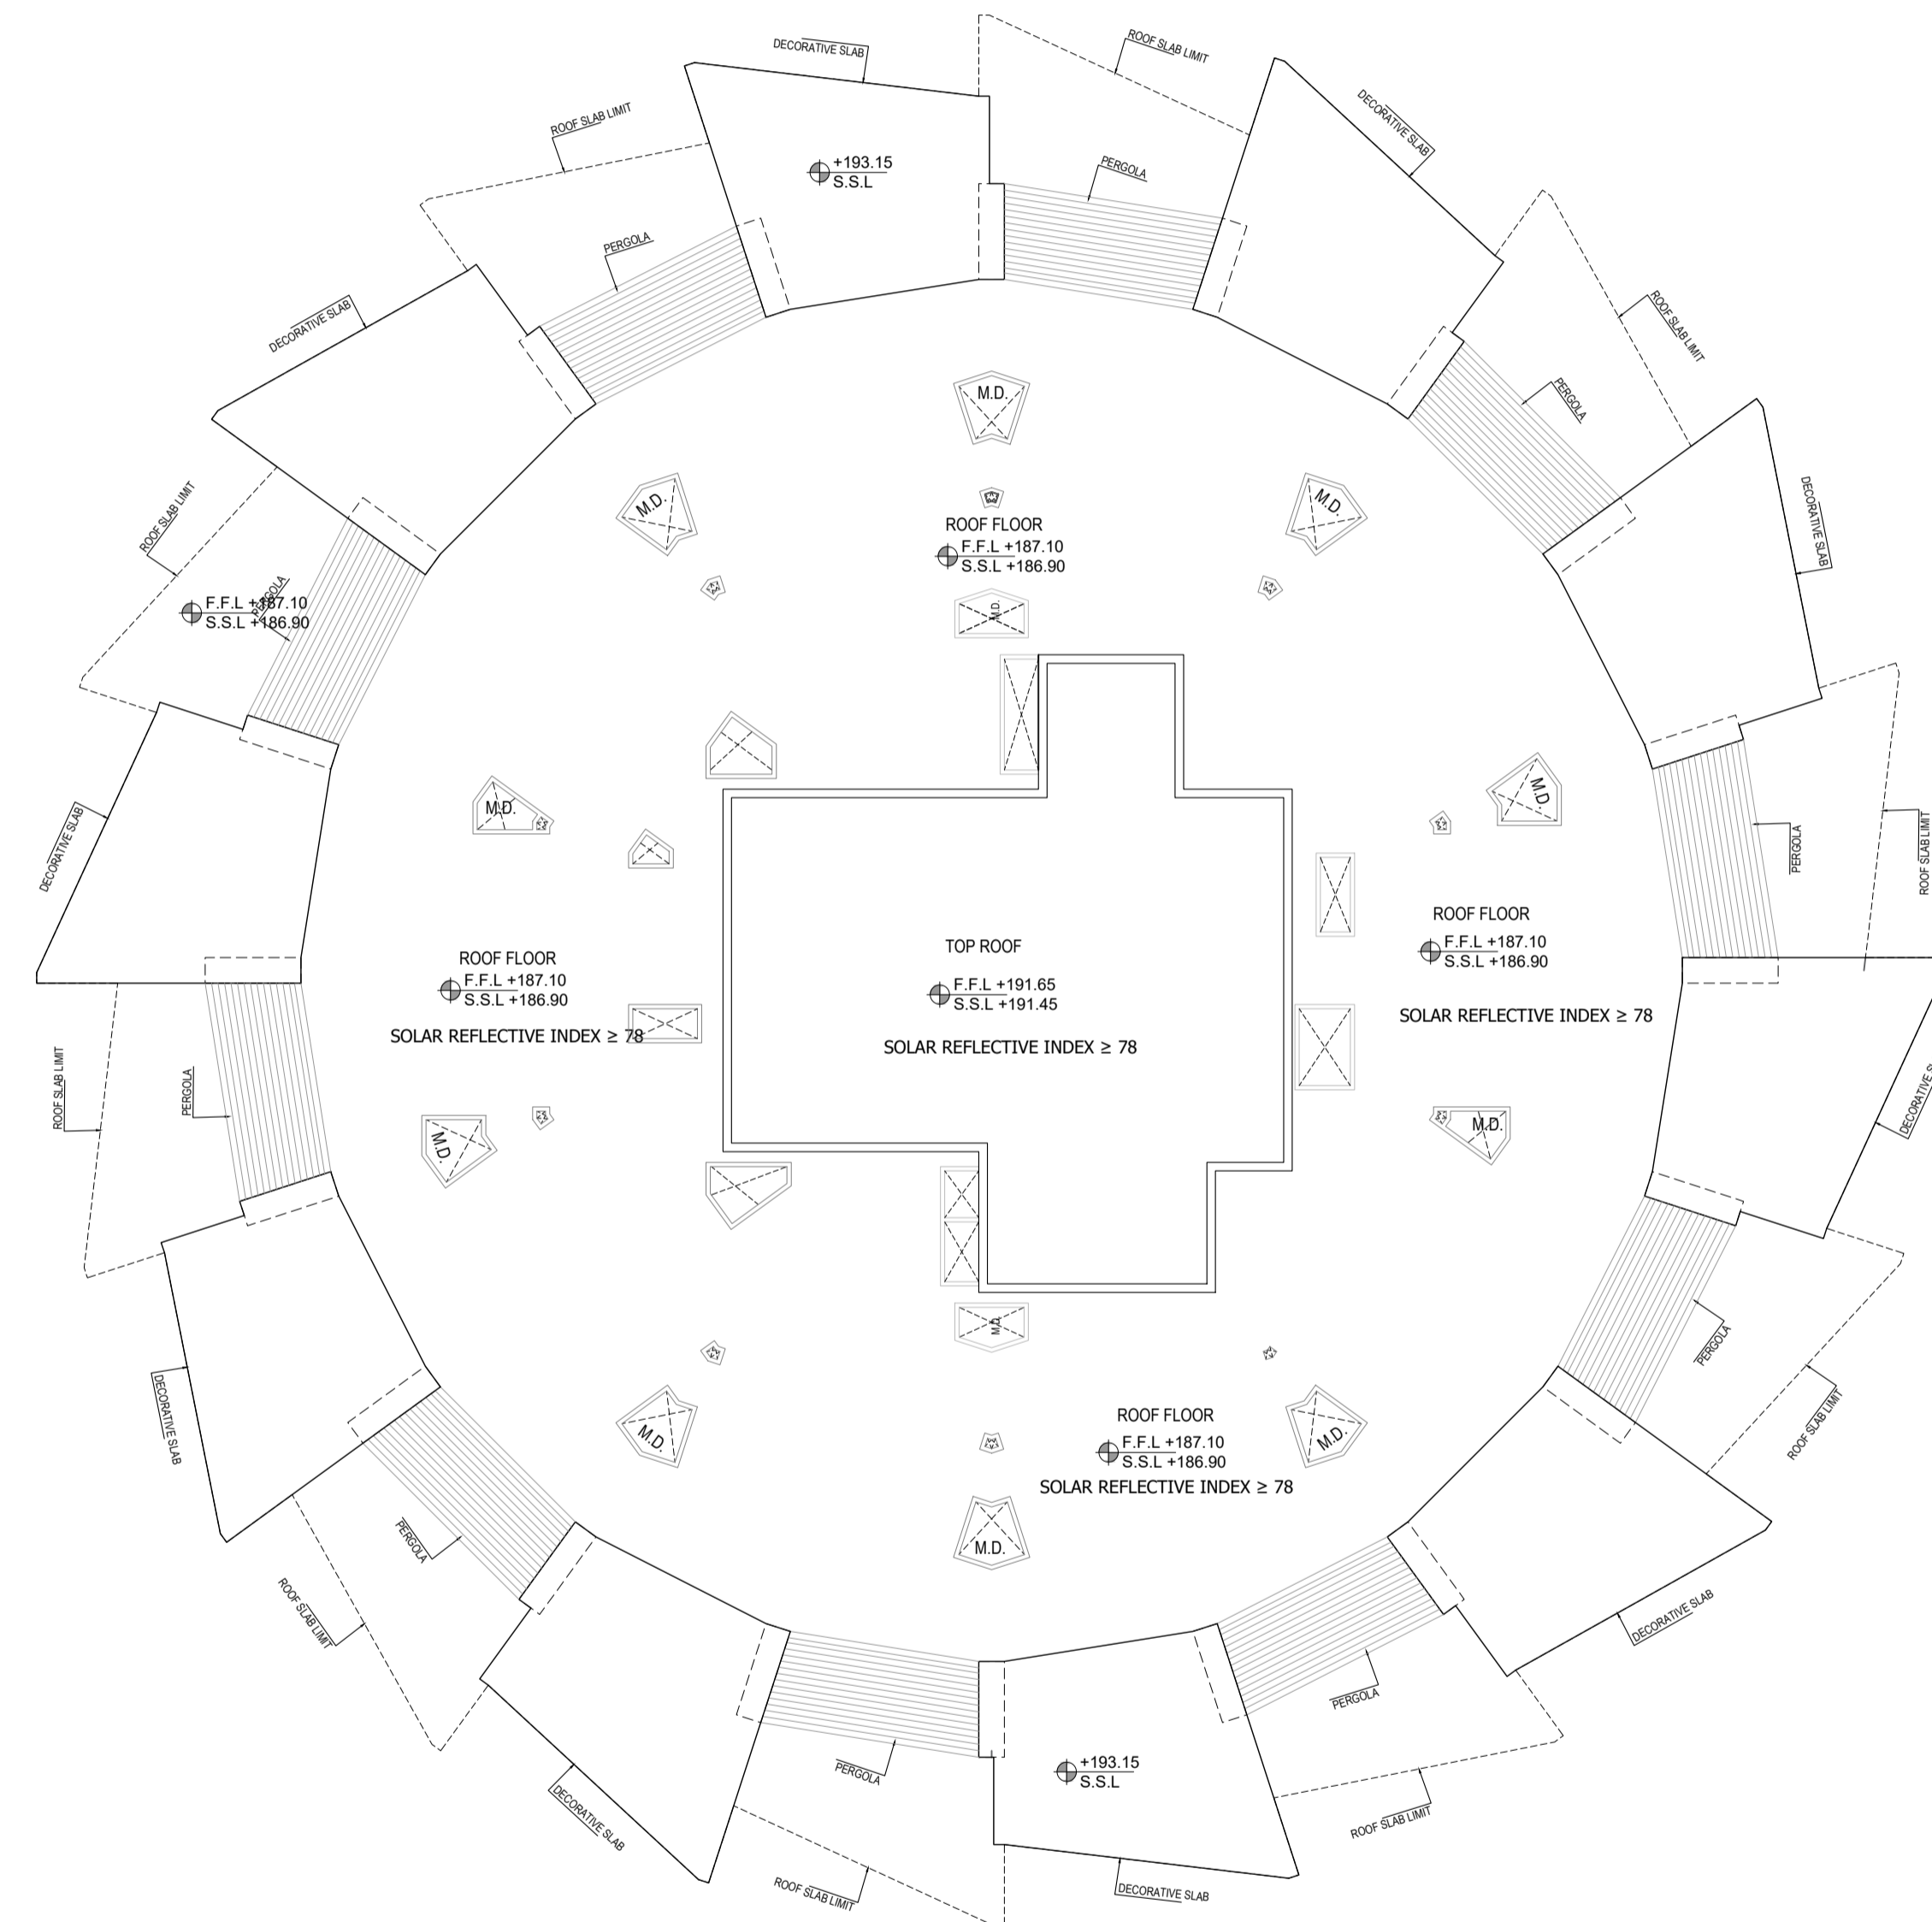 DECORATIVE SLAB
ROOF SLAB LIMIT
ROOF SLAB LIMIT
DECORATIVE SLAB
+193.15
S.S.L
PERGOLA
PERGOLA
DECORATIVE SLAB
ROOF SLAB LIMIT
PERGOLA
M.D.
M.D.
M.D.
ROOF SLAB LIMIT
DECORATIVE SLAB
ROOF FLOOR
F.F.L +187.10
S.S.L +186.90
F.F.L +187.10
S.S.L +186.90
PERGOLA
M.D.
M.D.
M.D.
DECORATIVE SLAB
PERGOLA
ROOF SLAB LIMIT
ROOF FLOOR
F.F.L +187.10
S.S.L +186.90
SOLAR REFLECTIVE INDEX ≥ 78
TOP ROOF
F.F.L +191.65
S.S.L +191.45
SOLAR REFLECTIVE INDEX ≥ 78
ROOF FLOOR
F.F.L +187.10
S.S.L +186.90
SOLAR REFLECTIVE INDEX ≥ 78
ROOF SLAB LIMIT
PERGOLA
M.D.
M.D.
DECORATIVE S
M.D.
PERGOLA
ROOF SLAB LIMIT
DECORATIVE SLAB
M.D.
M.D.
ROOF FLOOR
F.F.L +187.10
S.S.L +186.90
SOLAR REFLECTIVE INDEX ≥ 78
M.D.
PERGOLA
ROOF SLAB LIMIT
DECORATIVE SLAB
PERGOLA
PERGOLA
+193.15
S.S.L
DECORATIVE SLAB
ROOF SLAB LIMIT
ROOF SLAB LIMIT
DECORATIVE SLAB